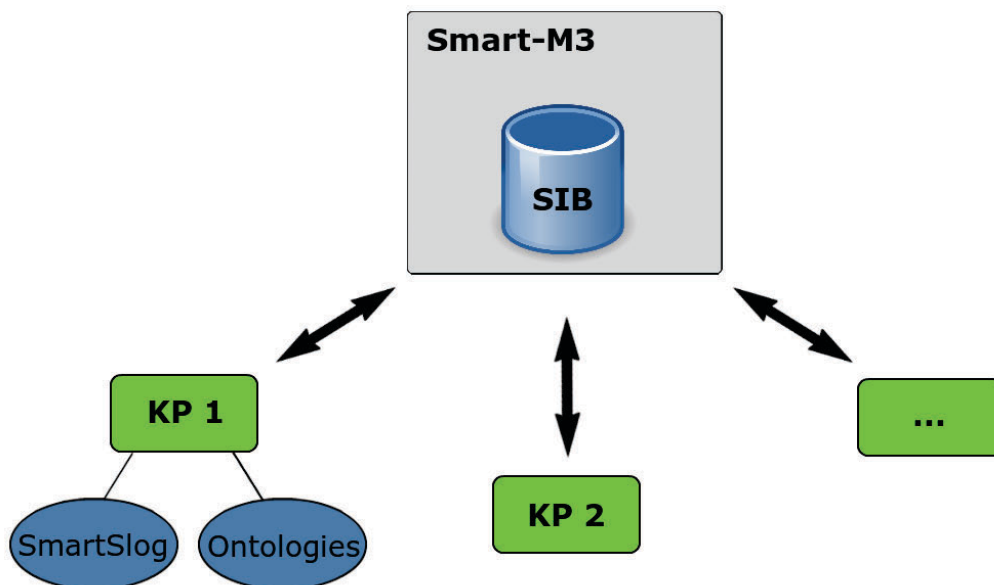 Smart-M3
SIB
KP 1
...
KP 2
SmartSlog
Ontologies